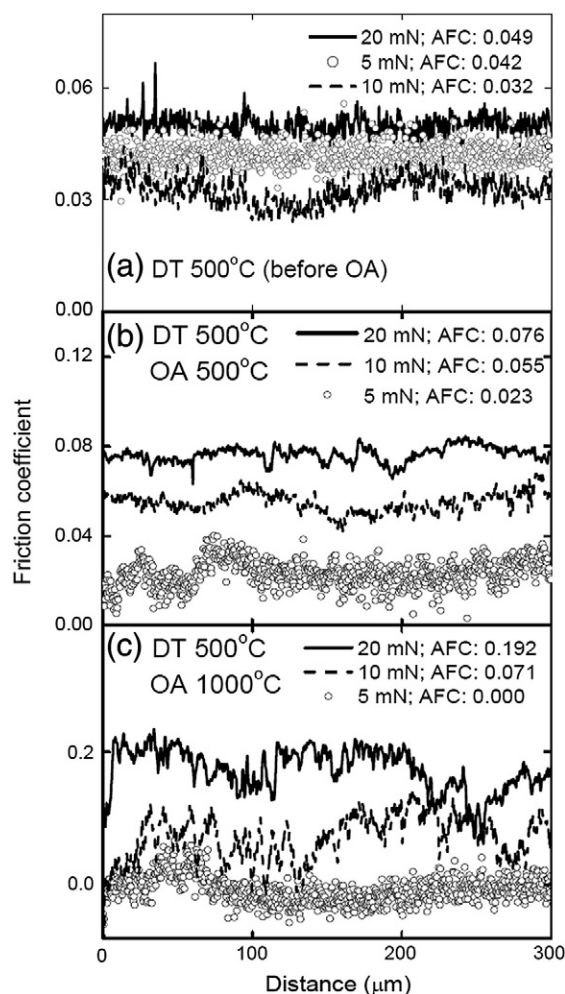 20 mN; AFC: 0.049
5 mN; AFC: 0.042
10 mN; AFC: 0.032
0.06
0.03
(a) DT 500°C (before OA)
0.00
(b) DT 500°C
OA 500°C
20 mN; AFC: 0.076
10 mN; AFC: 0.055
5 mN; AFC: 0.023
0.12
0.08
0.04
0.00
Friction coefficient
(c) DT 500°C
OA 1000°C
20 mN; AFC: 0.192
10 mN; AFC: 0.071
5 mN; AFC: 0.000
0.2
0.0
0 100 200 300
Distance (μm)